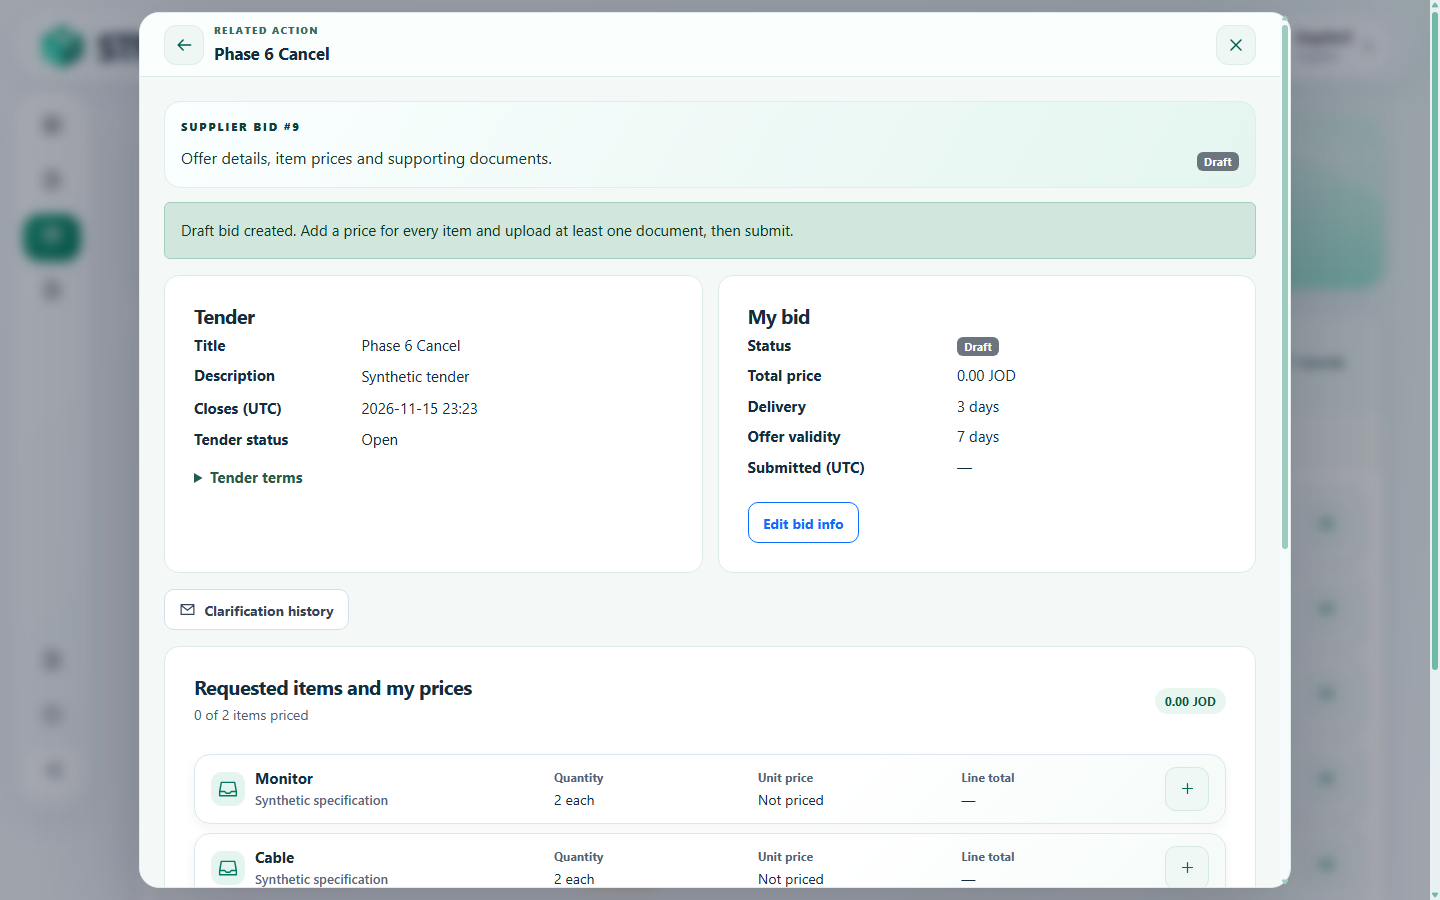 RELATED ACTION
Phase 6 Cancel
SUPPLIER BID #9
Offer details, item prices and supporting documents.
Draft
Draft bid created. Add a price for every item and upload at least one document, then submit.
Tender
Title
Phase 6 Cancel
Description
Synthetic tender
Closes (UTC)
2026-11-15 23:23
Tender status
Open
Tender terms
My bid
Status
Draft
Total price
0.00 JOD
Delivery
3 days
Offer validity
7 days
Submitted (UTC)
—
Edit bid info
Clarification history
Requested items and my prices
0 of 2 items priced
0.00 JOD
Monitor
Synthetic specification
Quantity
2 each
Unit price
Not priced
Line total
—
Cable
Synthetic specification
Quantity
2 each
Unit price
Not priced
Line total
—